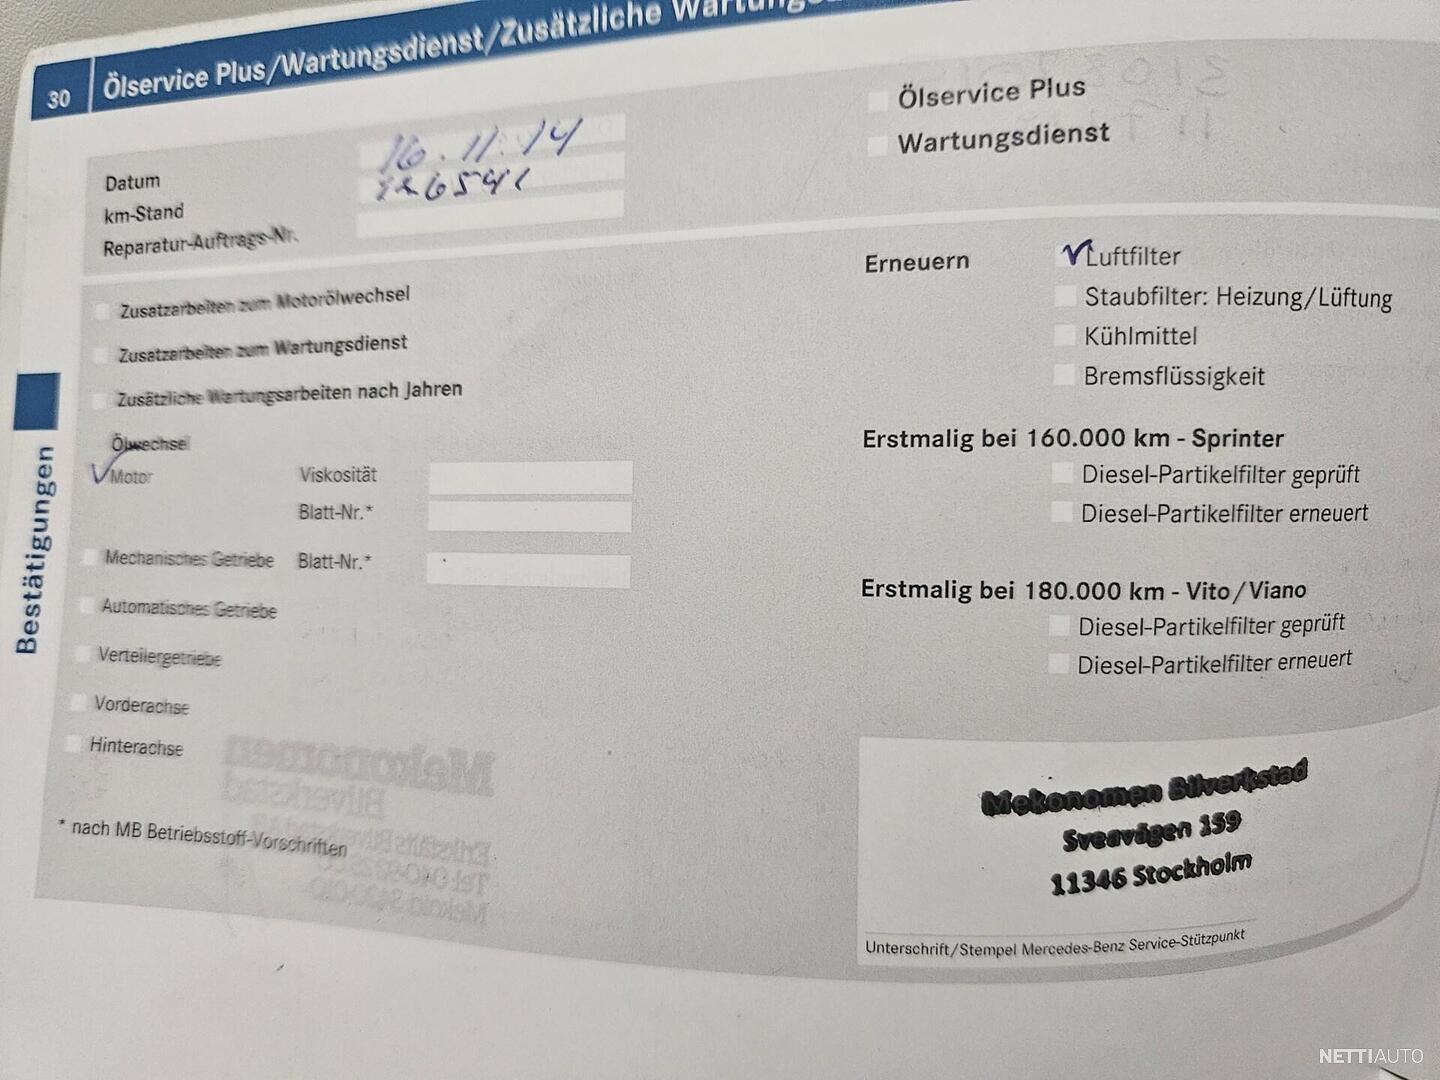 30 Ölservice Plus/Wartungsdienst/Zusätzliche
Datum 16.11.14
km-Stand
Reparatur-Auftrags-Nr.
Ölservice Plus
Wartungsdienst
Zusatzarbeiten zum Motorölwechsel
Zusatzarbeiten zum Wartungsdienst
Zusätzliche Wartungsarbeiten nach Jahren
Ölwechsel
Motor Viskosität
Blatt-Nr.*
Mechanisches Getriebe Blatt-Nr.*
Automatisches Getriebe
Verteilergetriebe
Vorderachse
Hinterachse
* nach MB Betriebsstoff-Vorschriften
Bestätigungen
Erneuern Luftfilter
Staubfilter: Heizung/Lüftung
Kühlmittel
Bremsflüssigkeit
Erstmalig bei 160.000 km - Sprinter
Diesel-Partikelfilter geprüft
Diesel-Partikelfilter erneuert
Erstmalig bei 180.000 km - Vito/Viano
Diesel-Partikelfilter geprüft
Diesel-Partikelfilter erneuert
Mekonomen Bilverkstad
Sveavägen 159
11346 Stockholm
Unterschrift/Stempel Mercedes-Benz Service-Stützpunkt
NETTIAUTO